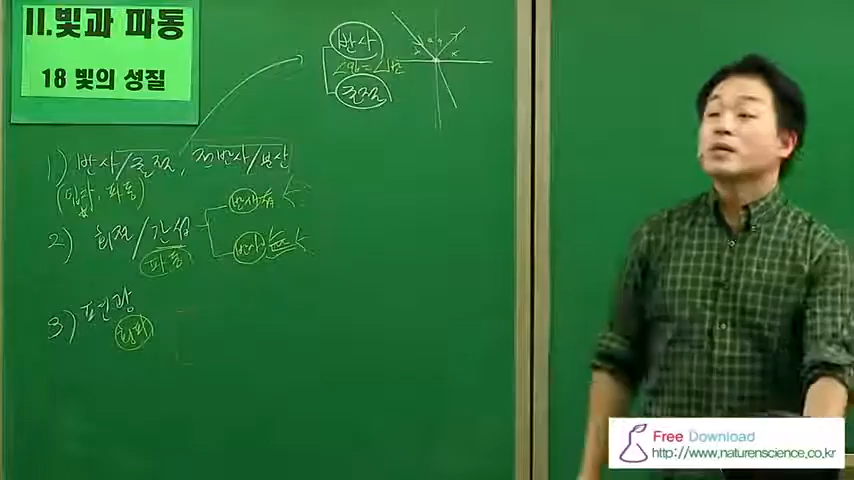 II.빛과 파동
18 빛의 성질
반사
∠입=∠반
굴절
1) 반사/굴절, 전반사/분산
(입자, 파동)
2) 회절/간섭
파동
3) 편광
횡파
Free Download
http://www.naturenscience.co.kr